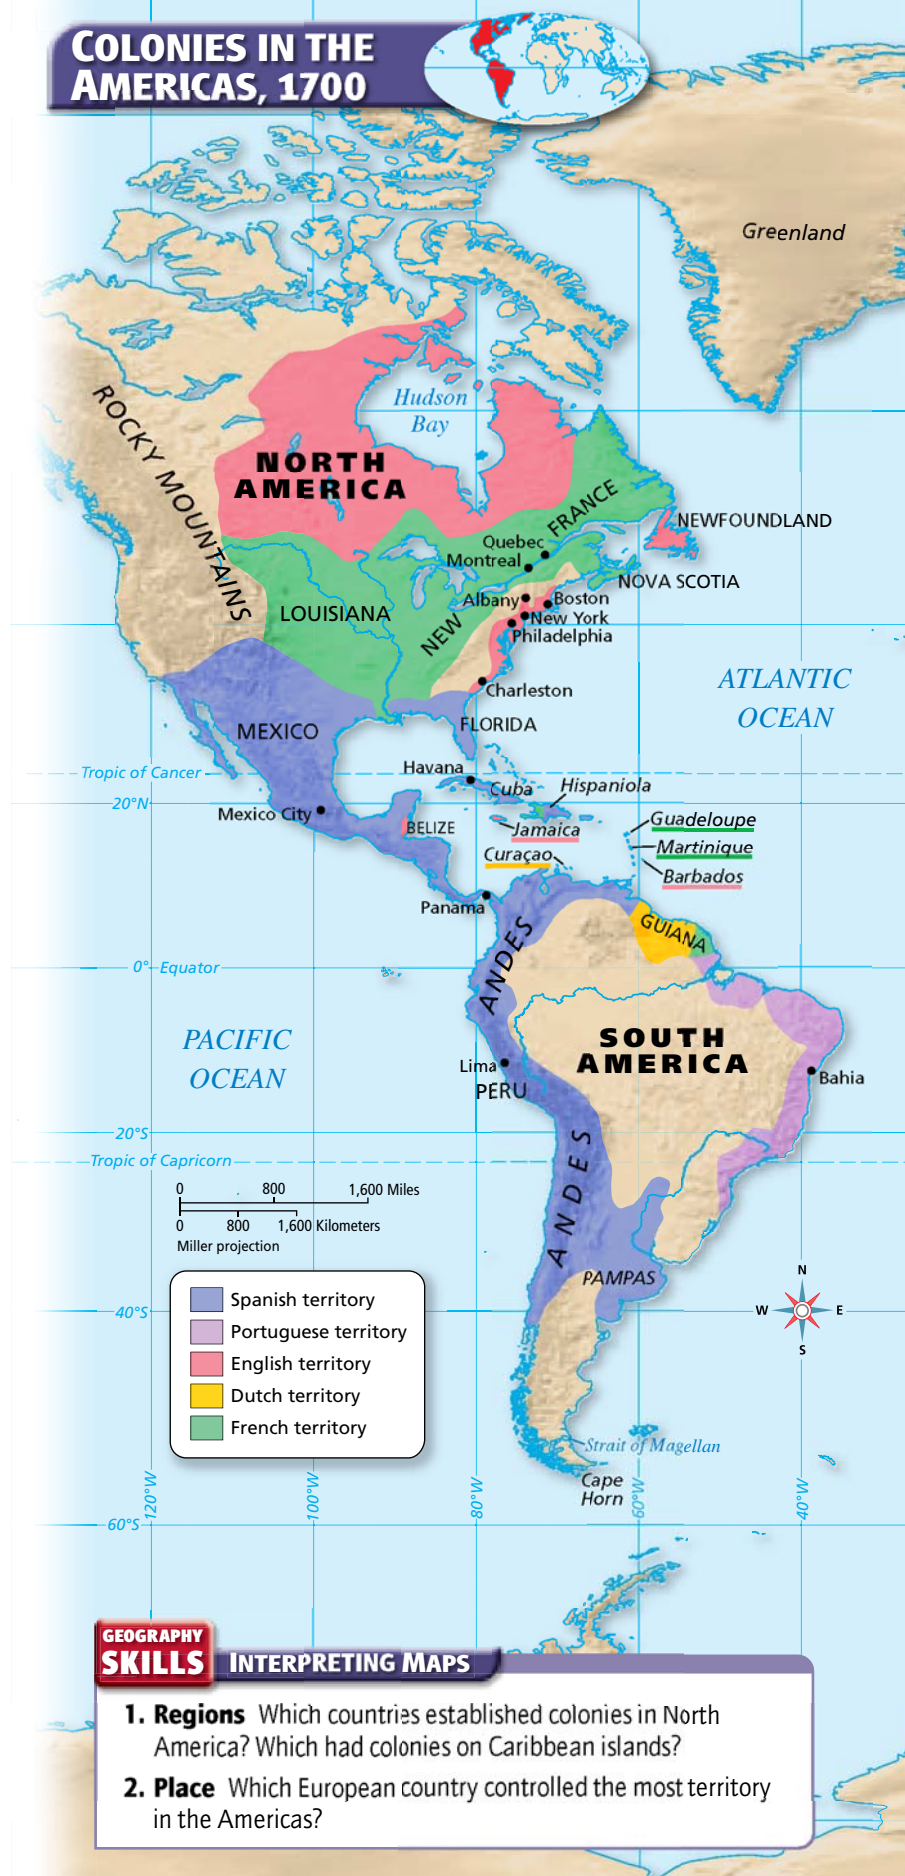 COLONIES IN THE
AMERICAS, 1700
Greenland
Hudson
Bay
ROCKY MOUNTAINS
NORTH
AMERICA
NEW FRANCE
NEWFOUNDLAND
Quebec
Montreal
NOVA SCOTIA
Albany
Boston
LOUISIANA
New York
Philadelphia
ATLANTIC
OCEAN
Charleston
FLORIDA
MEXICO
Tropic of Cancer
Havana
Cuba
Hispaniola
20°N
Mexico City
BELIZE
Jamaica
Guadeloupe
Martinique
Curaçao
Barbados
Panama
GUIANA
ANDES
0°
Equator
PACIFIC
OCEAN
SOUTH
AMERICA
Lima
PERU
Bahia
20°S
ANDES
Tropic of Capricorn
0 800 1,600 Miles
0 800 1,600 Kilometers
Miller projection
PAMPAS
N
W E
S
40°S
Spanish territory
Portuguese territory
English territory
Dutch territory
French territory
Strait of Magellan
Cape
Horn
120°W
100°W
80°W
60°W
40°W
60°S
GEOGRAPHY
SKILLS
INTERPRETING MAPS
1. Regions Which countries established colonies in North
America? Which had colonies on Caribbean islands?
2. Place Which European country controlled the most territory
in the Americas?